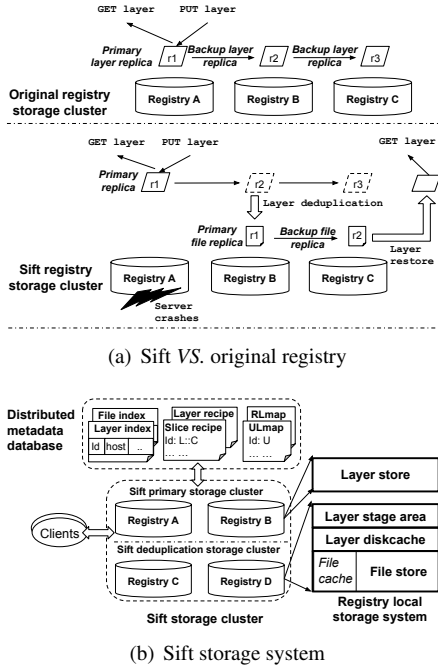 GET layer PUT layer
Primary layer replica
Backup layer replica
Backup layer replica
r1
r2
r3
Original registry storage cluster
Registry A
Registry B
Registry C
GET layer PUT layer
GET layer
Primary replica
r1
r2
r3
Layer deduplication
Primary file replica
r1
Backup file replica
r2
Layer restore
Sift registry storage cluster
Registry A
Registry B
Registry C
Server crashes
(a) Sift VS. original registry
Distributed metadata database
File index
Layer index
Id host ..
Layer recipe
Slice recipe
Id: L::C
... ...
RLmap
ULmap
Id: U
... ...
Sift primary storage cluster
Registry A
Registry B
Clients
Sift deduplication storage cluster
Registry C
Registry D
Sift storage cluster
Layer store
Layer stage area
Layer diskcache
File cache
File store
Registry local storage system
(b) Sift storage system